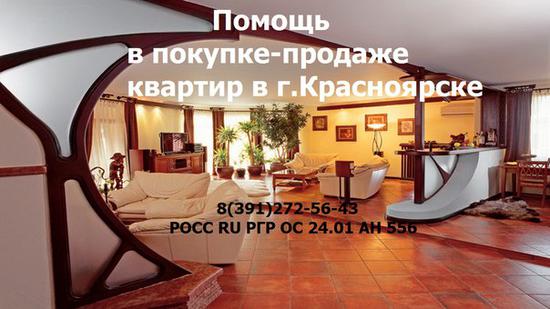 Помощь
в покупке-продаже
квартир в г.Красноярске
8(391)272-56-43
РОСС RU РГР ОС 24.01 АН 556